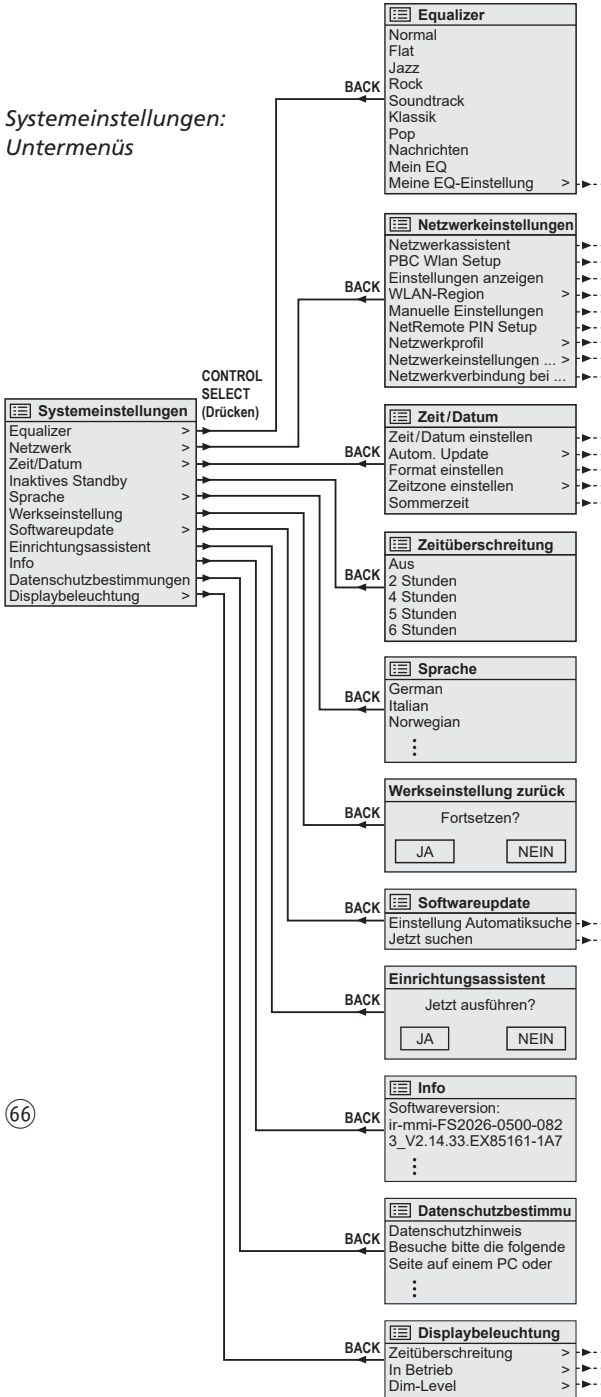 Systemeinstellungen:
Untermenüs
CONTROL
SELECT
(Drücken)
Systemeinstellungen
Equalizer >
Netzwerk >
Zeit/Datum >
Inaktives Standby
Sprache >
Werkseinstellung
Softwareupdate >
Einrichtungsassistent
Info
Datenschutzbestimmungen
Displaybeleuchtung >
66
BACK
Equalizer
Normal
Flat
Jazz
Rock
Soundtrack
Klassik
Pop
Nachrichten
Mein EQ
Meine EQ-Einstellung >
BACK
Netzwerkeinstellungen
Netzwerkassistent
PBC Wlan Setup
Einstellungen anzeigen
WLAN-Region >
Manuelle Einstellungen
NetRemote PIN Setup
Netzwerkprofil >
Netzwerkeinstellungen ... >
Netzwerkverbindung bei ...
BACK
Zeit/Datum
Zeit/Datum einstellen
Autom. Update >
Format einstellen
Zeitzone einstellen >
Sommerzeit
BACK
Zeitüberschreitung
Aus
2 Stunden
4 Stunden
5 Stunden
6 Stunden
BACK
Sprache
German
Italian
Norwegian
BACK
Werkseinstellung zurück
Fortsetzen?
JA NEIN
BACK
Softwareupdate
Einstellung Automatiksuche
Jetzt suchen
BACK
Einrichtungsassistent
Jetzt ausführen?
JA NEIN
BACK
Info
Softwareversion:
ir-mmi-FS2026-0500-082
3_V2.14.33.EX85161-1A7
BACK
Datenschutzbestimmu
Datenschutzhinweis
Besuche bitte die folgende
Seite auf einem PC oder
BACK
Displaybeleuchtung
Zeitüberschreitung >
In Betrieb >
Dim-Level >